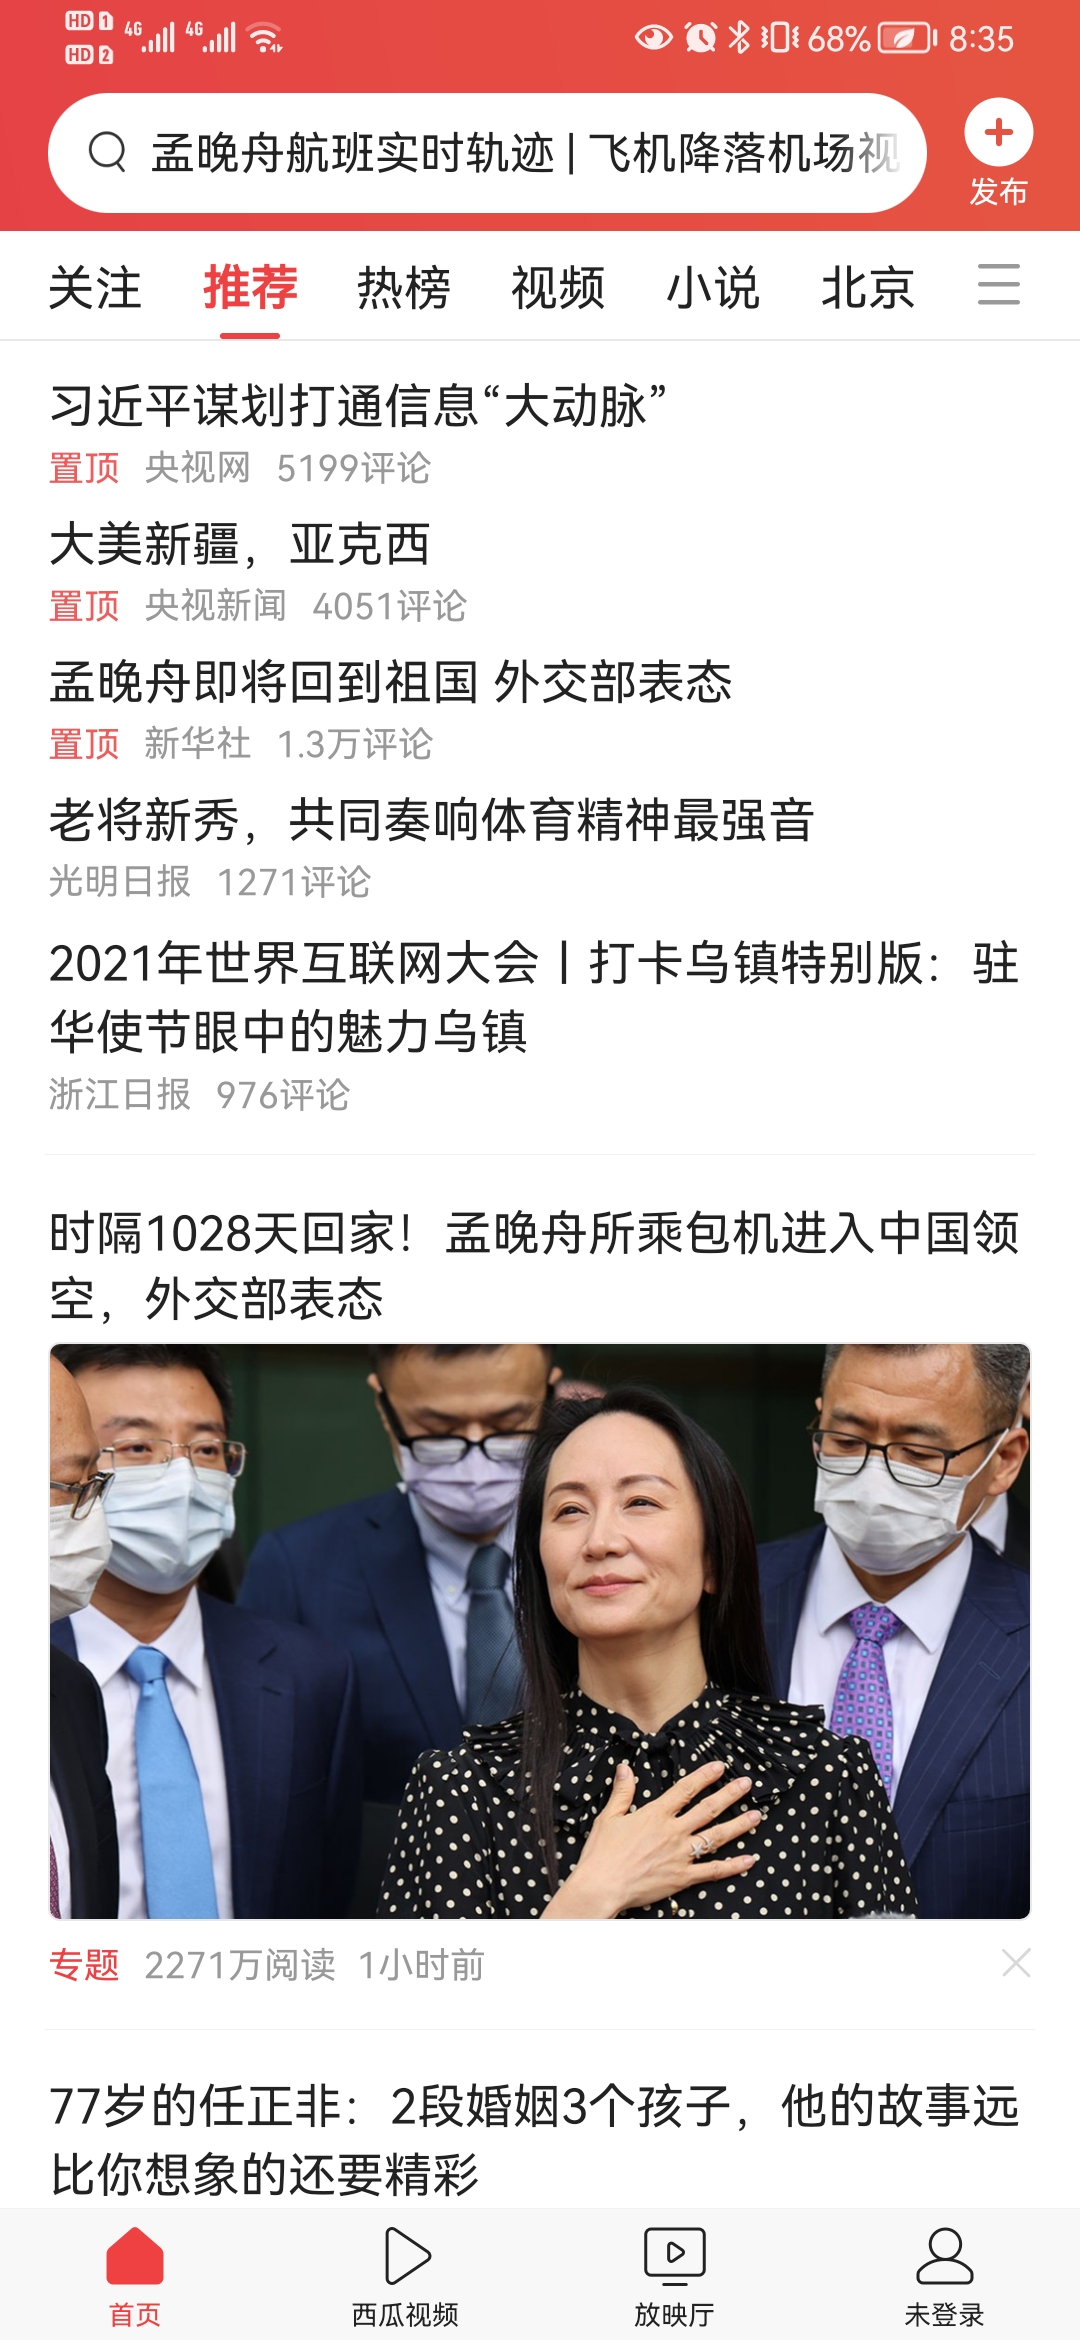 HD 1 4G 4G 68% 8:35
HD 2
孟晚舟航班实时轨迹 | 飞机降落机场视
发布
关注 推荐 热榜 视频 小说 北京
习近平谋划打通信息“大动脉”
置顶 央视网 5199评论
大美新疆，亚克西
置顶 央视新闻 4051评论
孟晚舟即将回到祖国 外交部表态
置顶 新华社 1.3万评论
老将新秀，共同奏响体育精神最强音
光明日报 1271评论
2021年世界互联网大会丨打卡乌镇特别版：驻
华使节眼中的魅力乌镇
浙江日报 976评论
时隔1028天回家！孟晚舟所乘包机进入中国领
空，外交部表态
专题 2271万阅读 1小时前
77岁的任正非：2段婚姻3个孩子，他的故事远
比你想象的还要精彩
首页 西瓜视频 放映厅 未登录